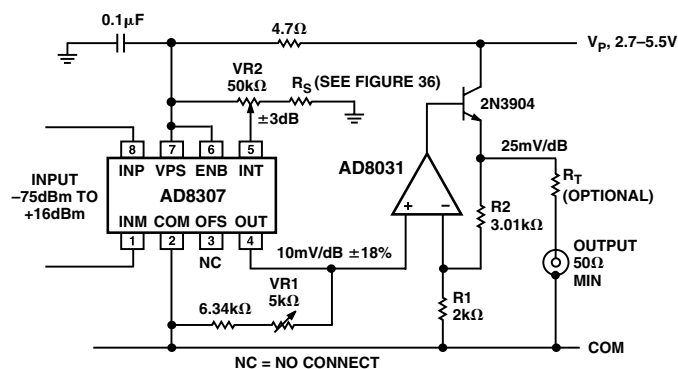 0.1µF
4.7Ω
VP, 2.7–5.5V
VR2
50kΩ
RS (SEE FIGURE 36)
±3dB
2N3904
8 7 6 5
INP VPS ENB INT
AD8307
INM COM OFS OUT
1 2 3 4
NC
INPUT
–75dBm TO
+16dBm
AD8031
+ –
25mV/dB
RT
(OPTIONAL)
R2
3.01kΩ
OUTPUT
50Ω
MIN
10mV/dB ±18%
VR1
5kΩ
6.34kΩ
R1
2kΩ
COM
NC = NO CONNECT